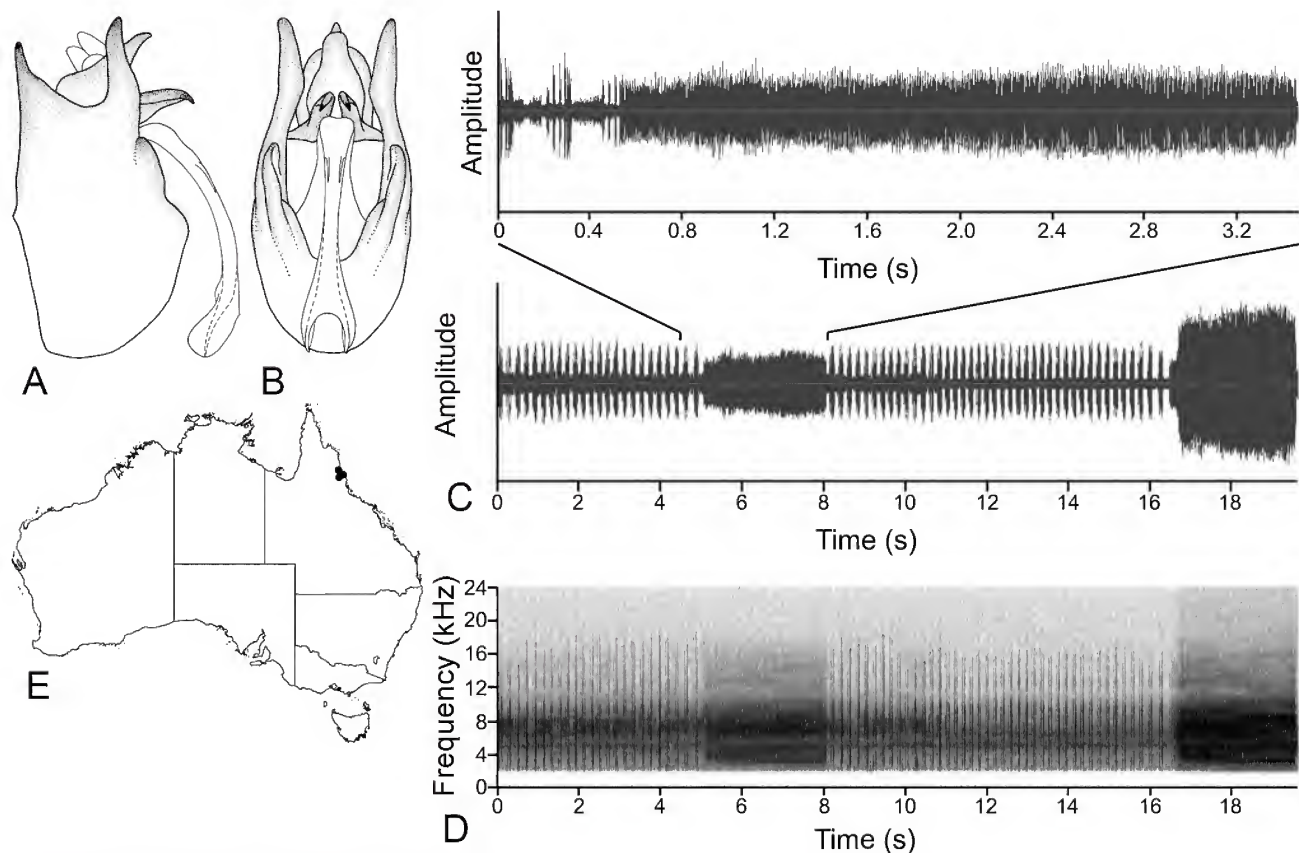 A
B
Amplitude
0 0.4 0.8 1.2 1.6 2.0 2.4 2.8 3.2
Time (s)
Amplitude
C
0 2 4 6 8 10 12 14 16 18
Time (s)
E
Frequency (kHz)
24
20
16
12
8
4
0
D
0 2 4 6 8 10 12 14 16 18
Time (s)